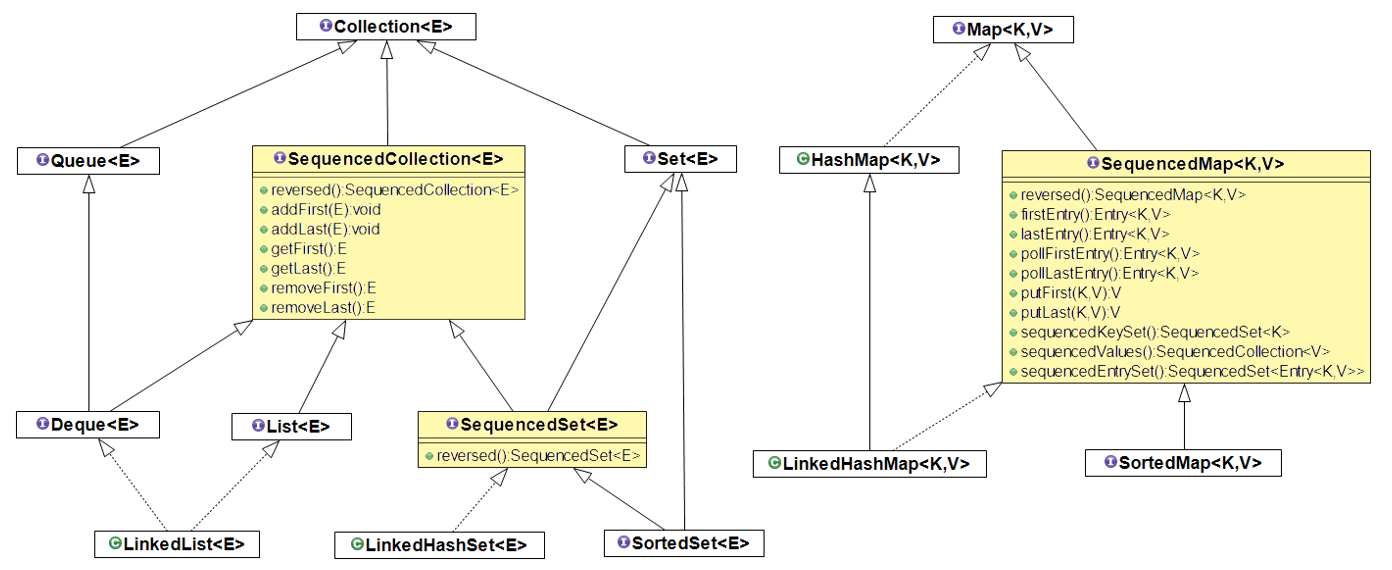 Collection<E>
Map<K,V>
Queue<E>
SequencedCollection<E>
reversed():SequencedCollection<E>
addFirst(E):void
addLast(E):void
getFirst():E
getLast():E
removeFirst():E
removeLast():E
Set<E>
HashMap<K,V>
SequencedMap<K,V>
reversed():SequencedMap<K,V>
firstEntry():Entry<K,V>
lastEntry():Entry<K,V>
pollFirstEntry():Entry<K,V>
pollLastEntry():Entry<K,V>
putFirst(K,V):V
putLast(K,V):V
sequencedKeySet():SequencedSet<K>
sequencedValues():SequencedCollection<V>
sequencedEntrySet():SequencedSet<Entry<K,V>>
Deque<E>
List<E>
SequencedSet<E>
reversed():SequencedSet<E>
LinkedHashMap<K,V>
SortedMap<K,V>
LinkedList<E>
LinkedHashSet<E>
SortedSet<E>